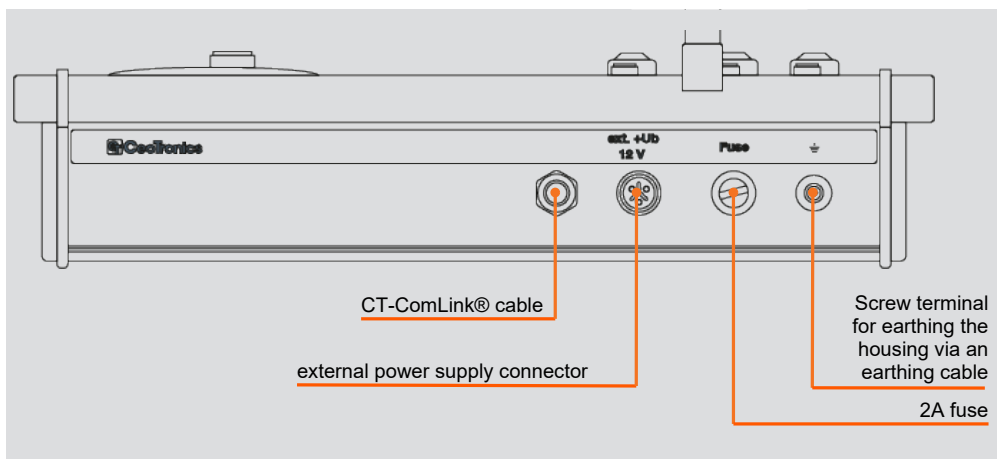 CeoTronics
ext. +Ub
12 V
Fuse
CT-ComLink® cable
external power supply connector
Screw terminal
for earthing the
housing via an
earthing cable
2A fuse